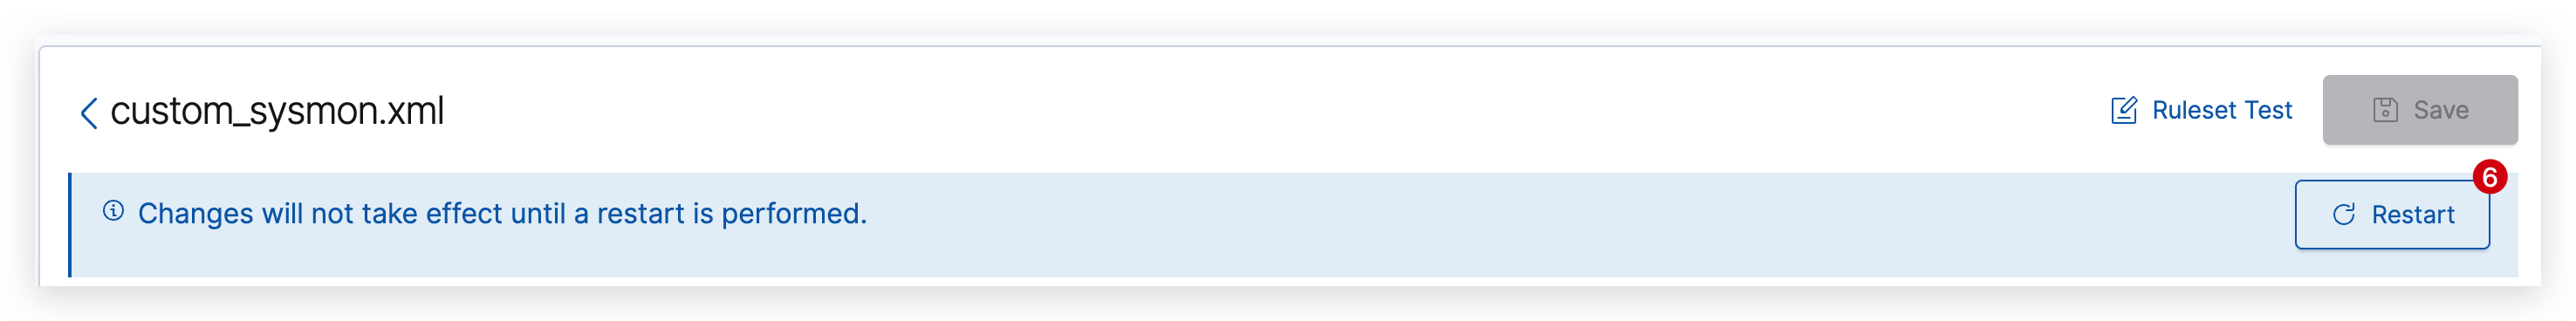 custom_sysmon.xml
Ruleset Test
Save
6
Changes will not take effect until a restart is performed.
Restart